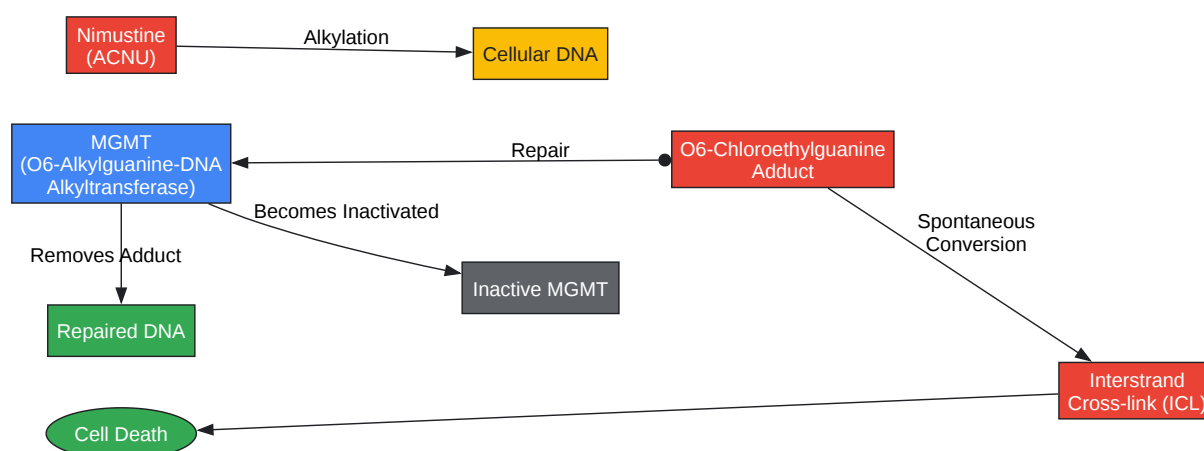 Nimustine
(ACNU)
Alkylation
Cellular DNA
MGMT
(O6-Alkylguanine-DNA
Alkyltransferase)
Repair
O6-Chloroethylguanine
Adduct
Becomes Inactivated
Spontaneous
Conversion
Removes Adduct
Inactive MGMT
Repaired DNA
Interstrand
Cross-link (ICL)
Cell Death